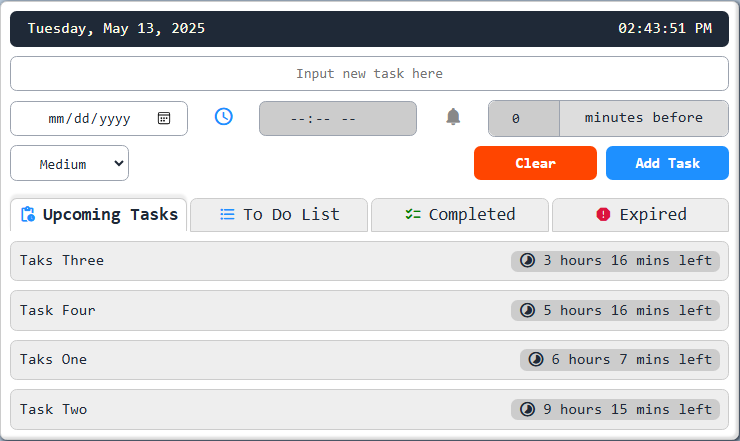 Tuesday, May 13, 2025 02:43:51 PM
Input new task here
mm/dd/yyyy --:-- -- 0 minutes before
Medium Clear Add Task
Upcoming Tasks To Do List Completed Expired
Taks Three 3 hours 16 mins left
Task Four 5 hours 16 mins left
Taks One 6 hours 7 mins left
Task Two 9 hours 15 mins left